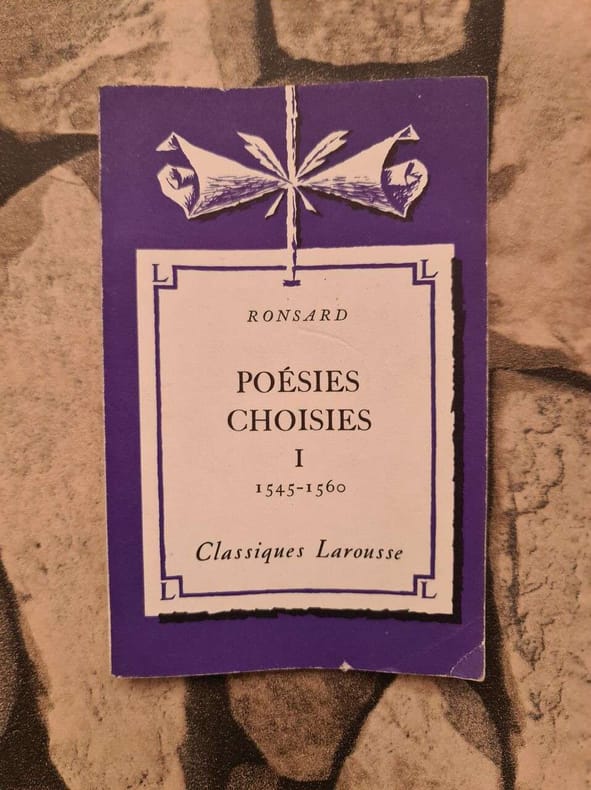 L L
RONSARD
POÉSIES
CHOISIES
I
1545-1560
Classiques Larousse
L L